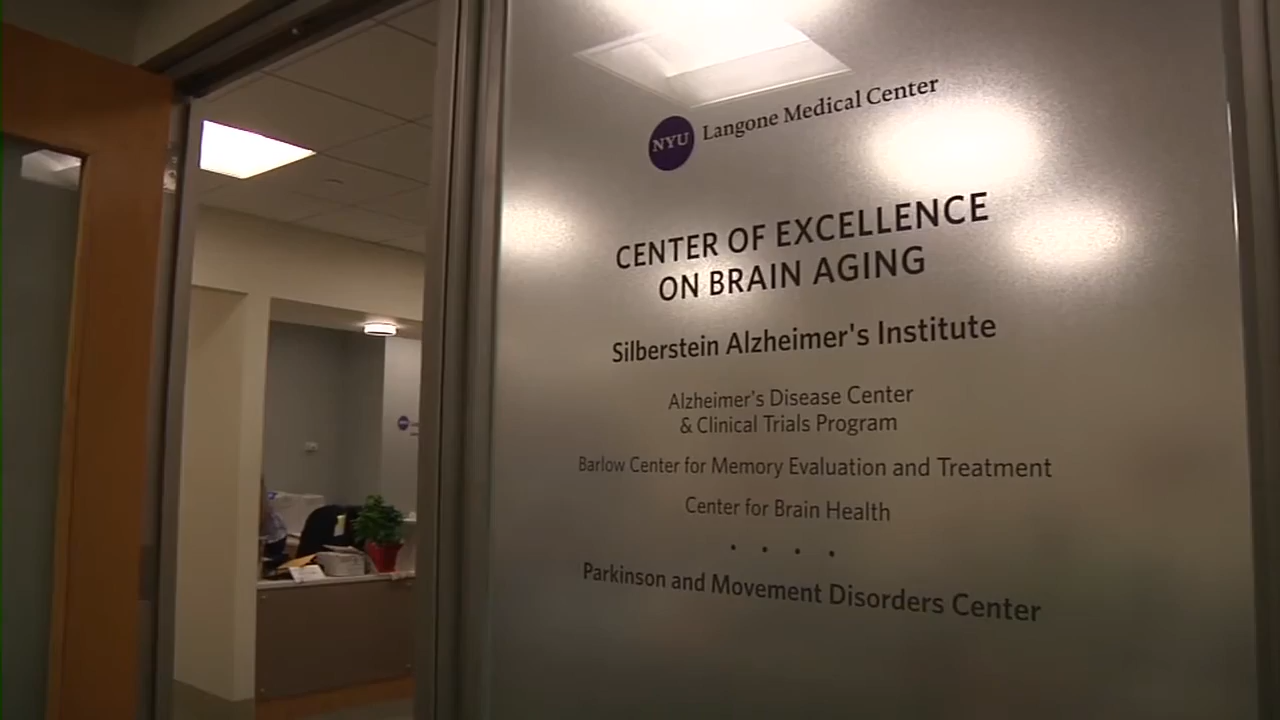 NYU Langone Medical Center
CENTER OF EXCELLENCE
ON BRAIN AGING
Silberstein Alzheimer's Institute
Alzheimer's Disease Center
& Clinical Trials Program
Barlow Center for Memory Evaluation and Treatment
Center for Brain Health
• • • •
Parkinson and Movement Disorders Center